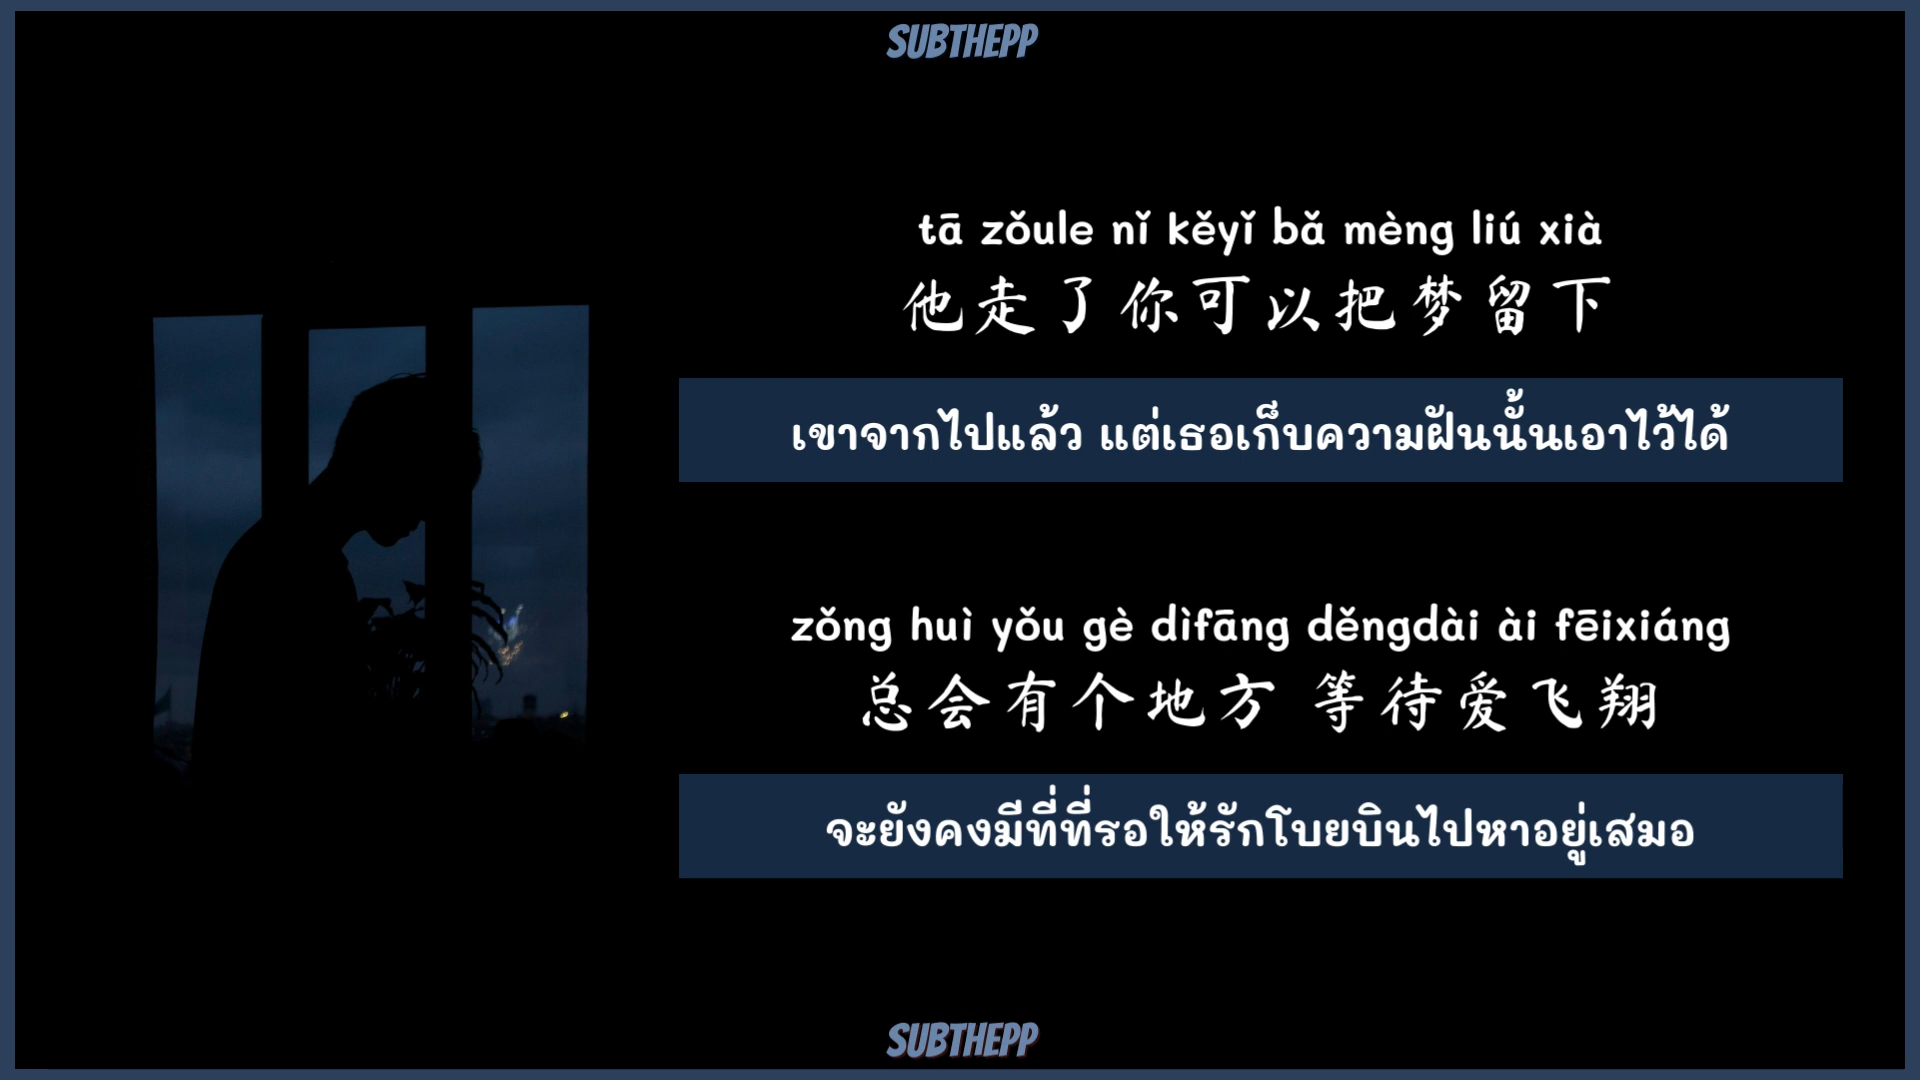 SUBTHEPP
tā zǒule nǐ kěyǐ bǎ mèng liú xià
他走了你可以把梦留下
เขาจากไปแล้ว แต่เธอเก็บความฝันนั้นเอาไว้ได้
zǒng huì yǒu gè dìfāng děngdài ài fēixiáng
总会有个地方 等待爱飞翔
จะยังคงมีที่ที่รอให้รักโบยบินไปหาอยู่เสมอ
SUBTHEPP